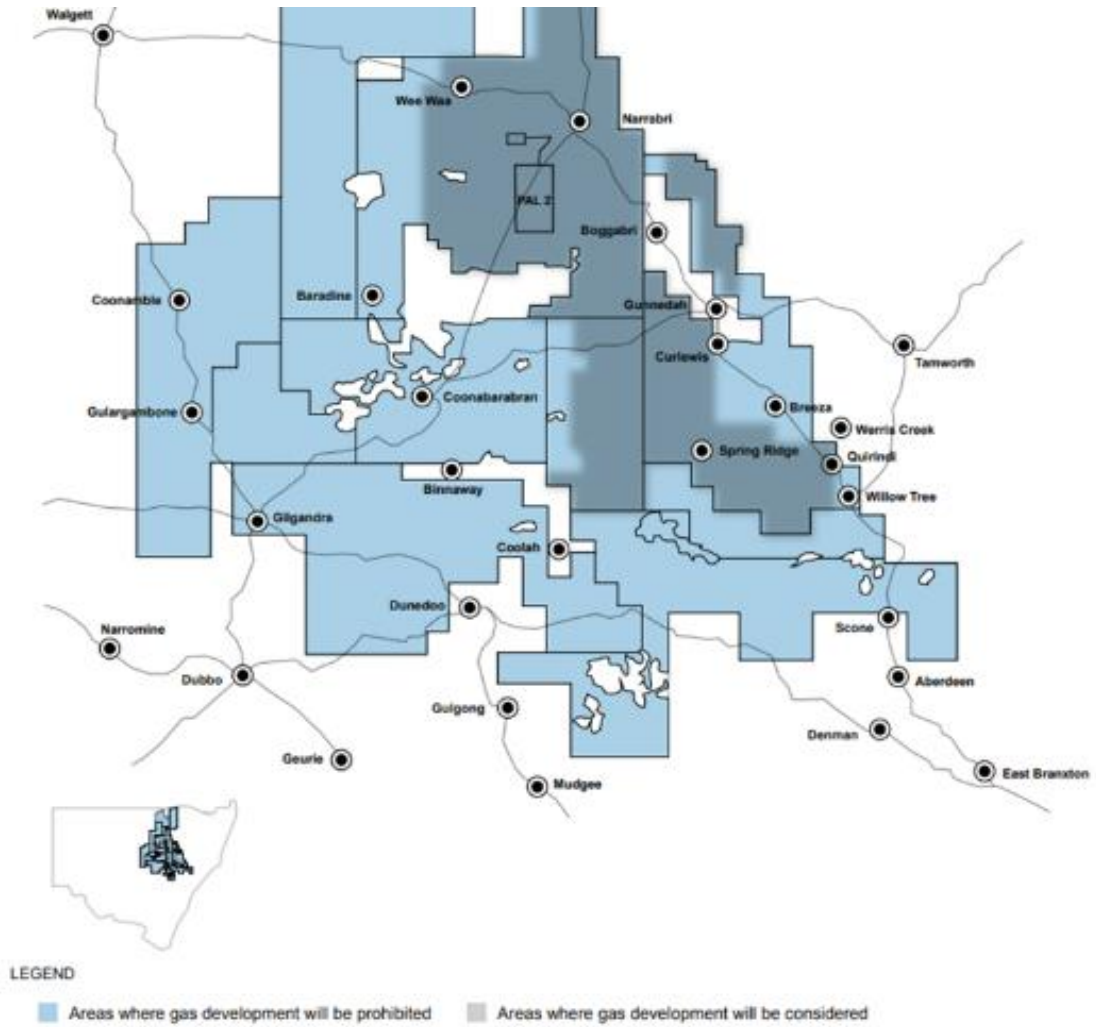 Walgett
Wee Waa
Narrabri
PAL 2
Boggabri
Baradine
Coonamble
Gunnedah
Curlewis
Tamworth
Coonabarabran
Breeza
Gulargambone
Werris Creek
Spring Ridge
Quirindi
Binnaway
Willow Tree
Gilgandra
Coolah
Dunedoo
Scone
Narromine
Dubbo
Aberdeen
Gulgong
Denman
Geurie
East Branxton
Mudgee
LEGEND
Areas where gas development will be prohibited
Areas where gas development will be considered